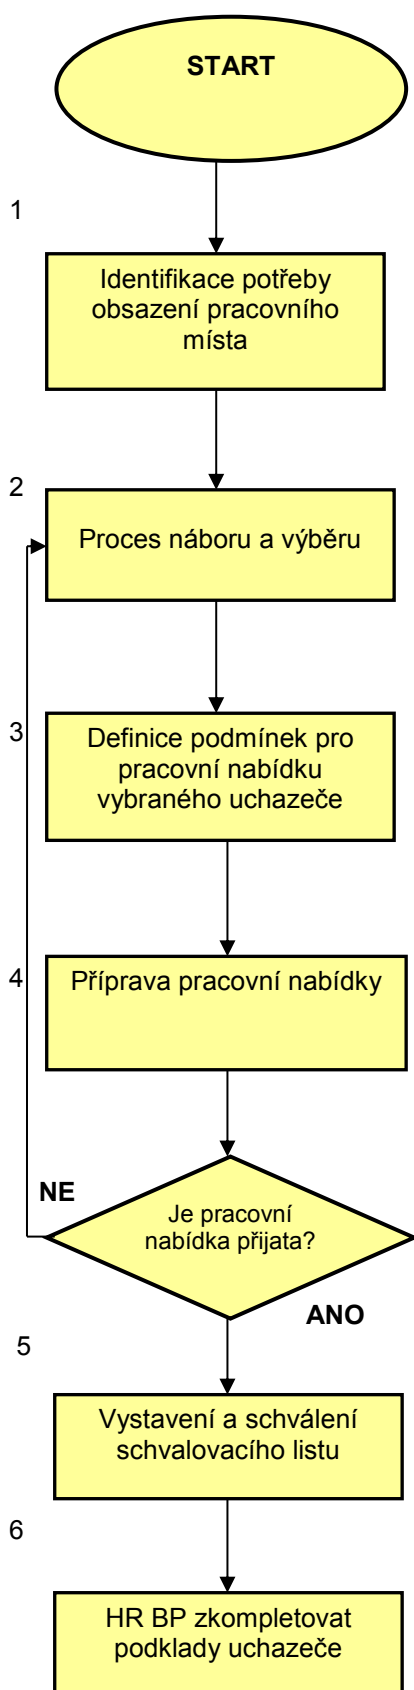 START
1
Identifikace potřeby
obsazení pracovního
místa
2
Proces náboru a výběru
3
Definice podmínek pro
pracovní nabídku
vybraného uchazeče
4
Příprava pracovní nabídky
NE
Je pracovní
nabídka přijata?
ANO
5
Vystavení a schválení
schvalovacího listu
6
HR BP zkompletovat
podklady uchazeče